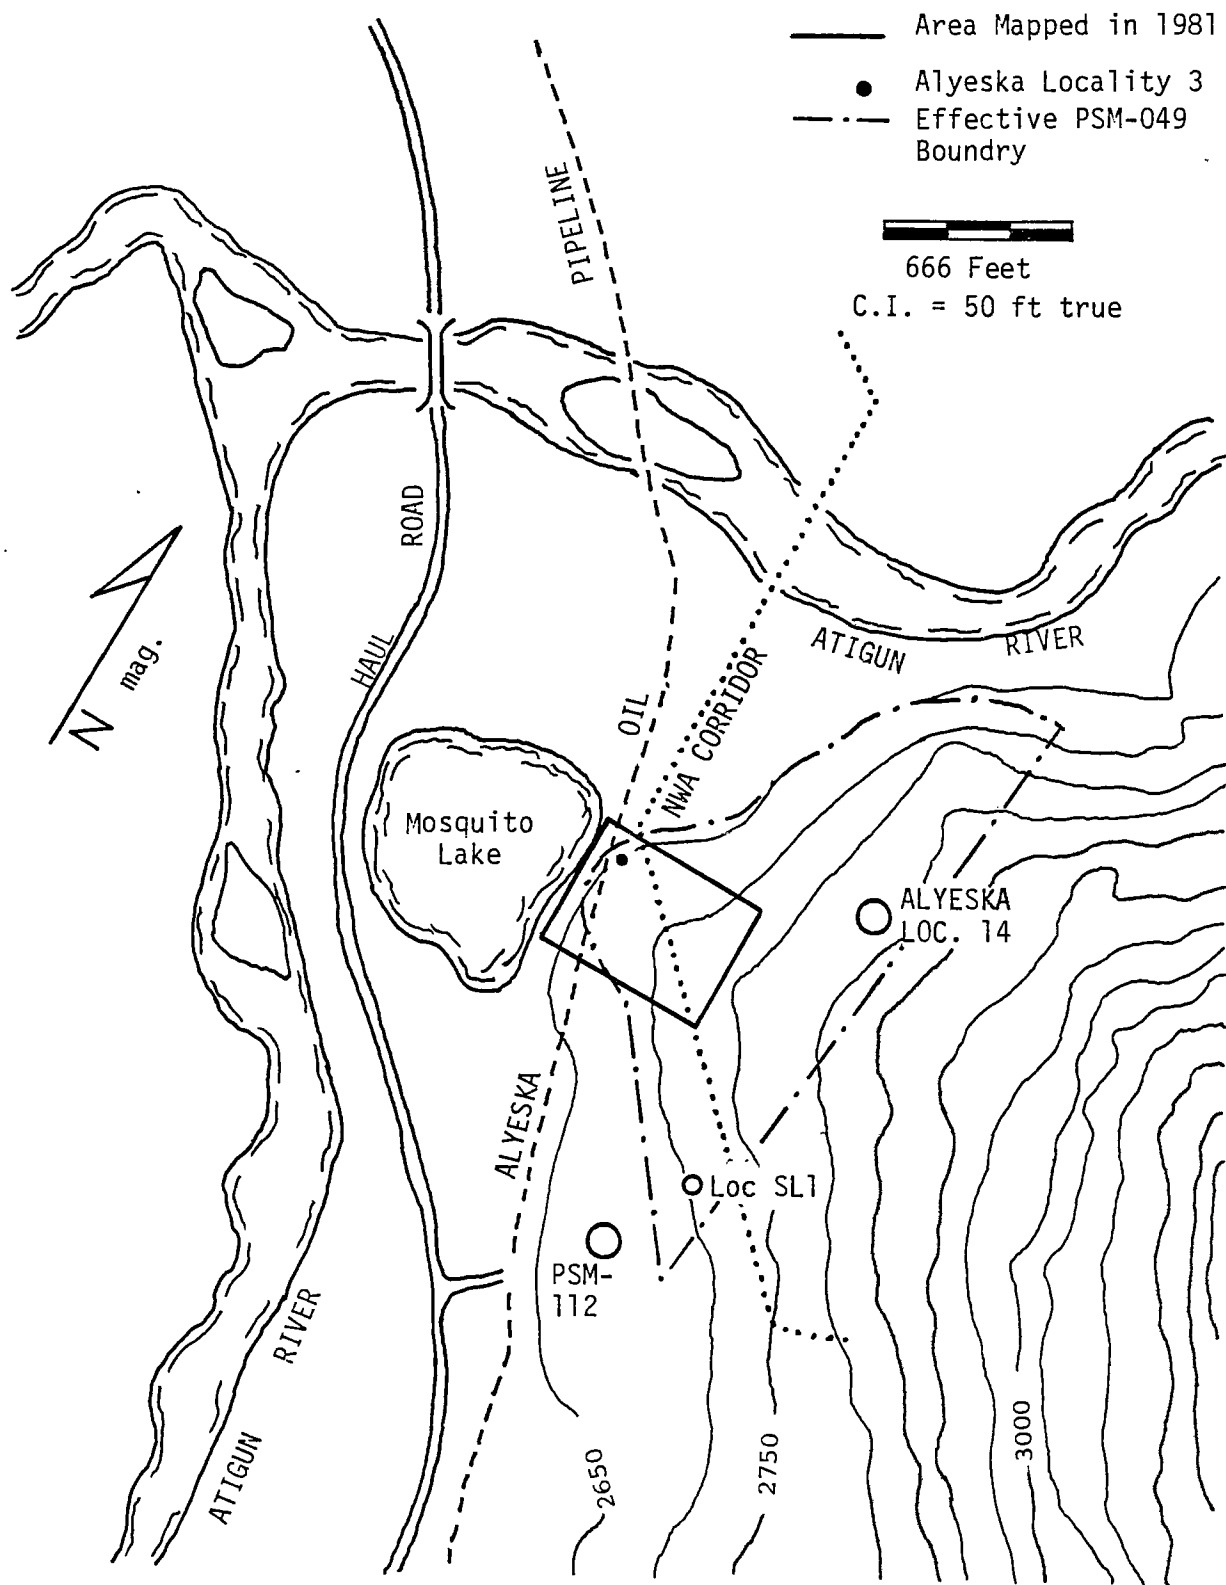 Area Mapped in 1981
Alyeska Locality 3
Effective PSM-049
Boundry
666 Feet
C.I. = 50 ft true
PIPELINE
ROAD
HAUL
N mag.
OIL
NWA CORRIDOR
ATIGUN RIVER
Mosquito
Lake
ALYESKA
LOC. 14
ALYESKA
Loc SL1
PSM-
112
RIVER
ATIGUN
2650
2750
3000